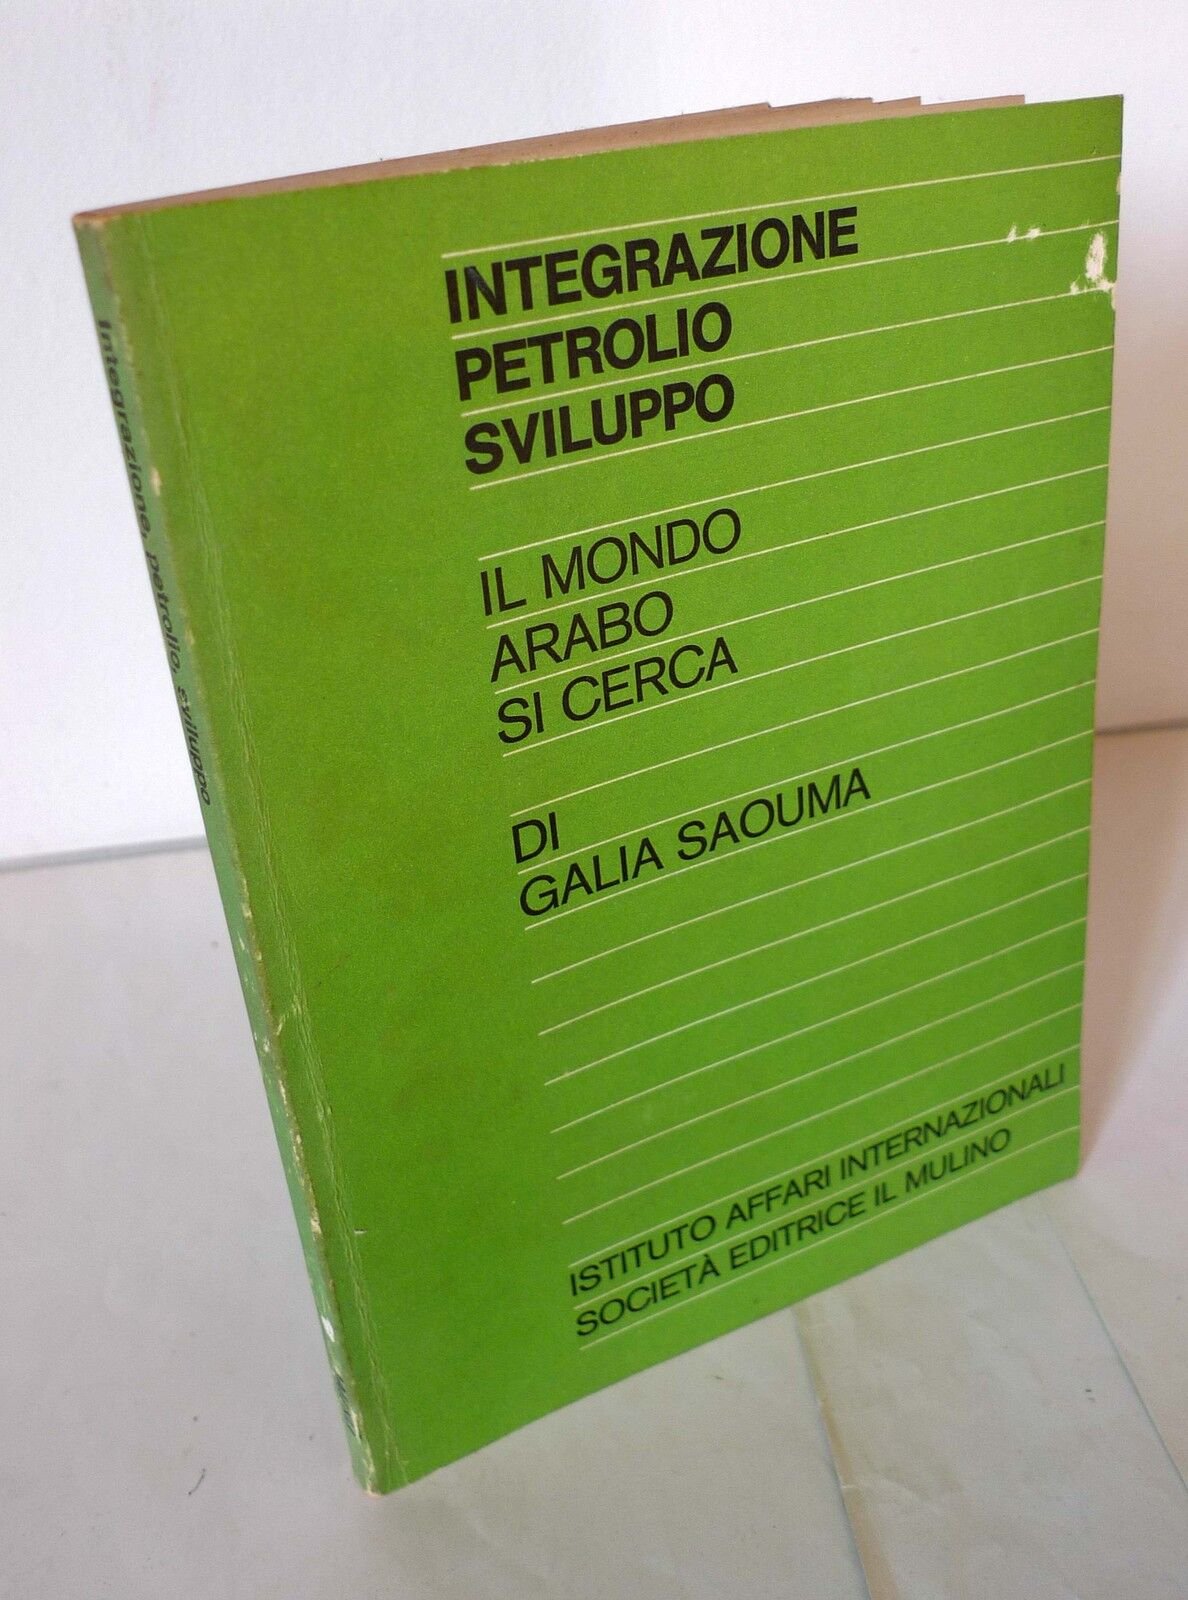 INTEGRAZIONE
PETROLIO
SVILUPPO
IL MONDO
ARABO
SI CERCA
DI
GALIA SAOUMA
ISTITUTO AFFARI INTERNAZIONALI
SOCIETÀ EDITRICE IL MULINO
Integrazione, petrolio, sviluppo